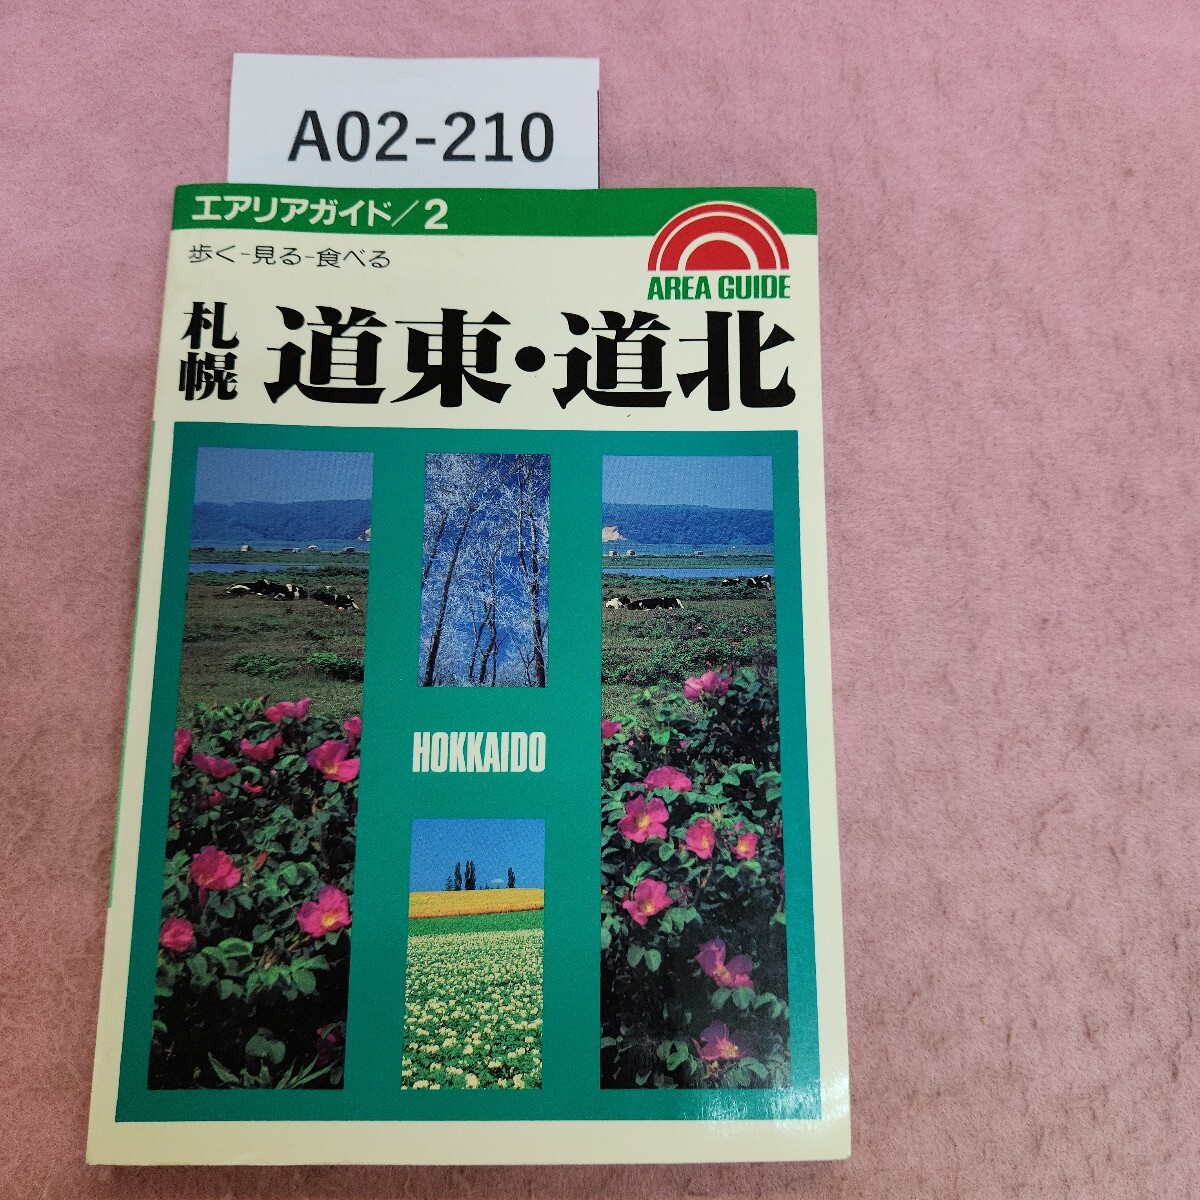 A02-210
エアリアガイド/2
歩く-見る-食べる
AREA GUIDE
札幌
道東・道北
HOKKAIDO